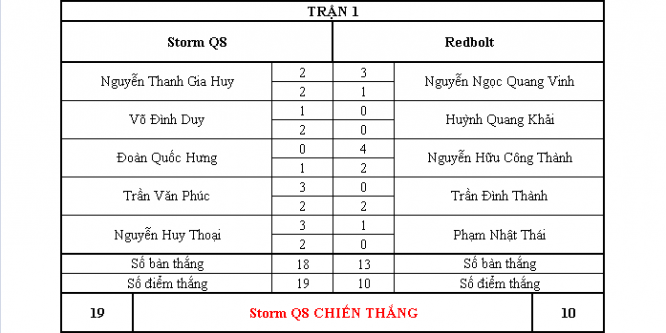 TRẬN 1
Storm Q8 Redbolt
Nguyễn Thanh Gia Huy 2 3 Nguyễn Ngọc Quang Vinh
2 1
Võ Đình Duy 1 0 Huỳnh Quang Khải
2 0
Đoàn Quốc Hưng 0 4 Nguyễn Hữu Công Thành
1 2
Trần Văn Phúc 3 0 Trần Đình Thành
2 2
Nguyễn Huy Thoại 3 1 Phạm Nhật Thái
2 0
Số bàn thắng 18 13 Số bàn thắng
Số điểm thắng 19 10 Số điểm thắng
19 Storm Q8 CHIẾN THẮNG 10